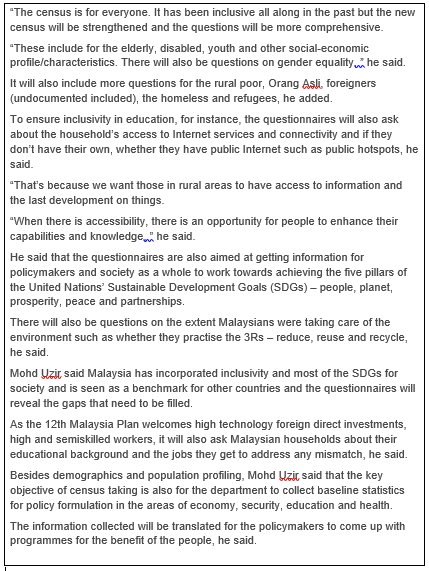 "The census is for everyone. It has been inclusive all along in the past but the new
census will be strengthened and the questions will be more comprehensive.
"These include for the elderly, disabled, youth and other social-economic
profile/characteristics. There will also be questions on gender equality,." he said.
It will also include more questions for the rural poor, Orang Asli, foreigners
(undocumented included), the homeless and refugees, he added.
To ensure inclusivity in education, for instance, the questionnaires will also ask
about the household's access to Internet services and connectivity and if they
don't have their own, whether they have public Internet such as public hotspots, he
said.
"That's because we want those in rural areas to have access to information and
the last development on things.
"When there is accessibility, there is an opportunity for people to enhance their
capabilities and knowledge,." he said.
He said that the questionnaires are also aimed at getting information for
policymakers and society as a whole to work towards achieving the five pillars of
the United Nations' Sustainable Development Goals (SDGs) – people, planet,
prosperity, peace and partnerships.
There will also be questions on the extent Malaysians were taking care of the
environment such as whether they practise the 3Rs – reduce, reuse and recycle,
he said.
Mohd Uzir said Malaysia has incorporated inclusivity and most of the SDGs for
society and is seen as a benchmark for other countries and the questionnaires will
reveal the gaps that need to be filled.
As the 12th Malaysia Plan welcomes high technology foreign direct investments,
high and semiskilled workers, it will also ask Malaysian households about their
educational background and the jobs they get to address any mismatch, he said.
Besides demographics and population profiling, Mohd Uzir said that the key
objective of census taking is also for the department to collect baseline statistics
for policy formulation in the areas of economy, security, education and health.
The information collected will be translated for the policymakers to come up with
programmes for the benefit of the people, he said.